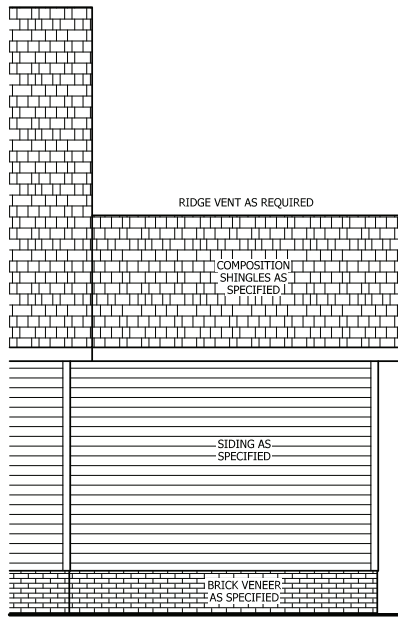 RIDGE VENT AS REQUIRED
COMPOSITION
SHINGLES AS
SPECIFIED
SIDING AS
SPECIFIED
BRICK VENEER
AS SPECIFIED